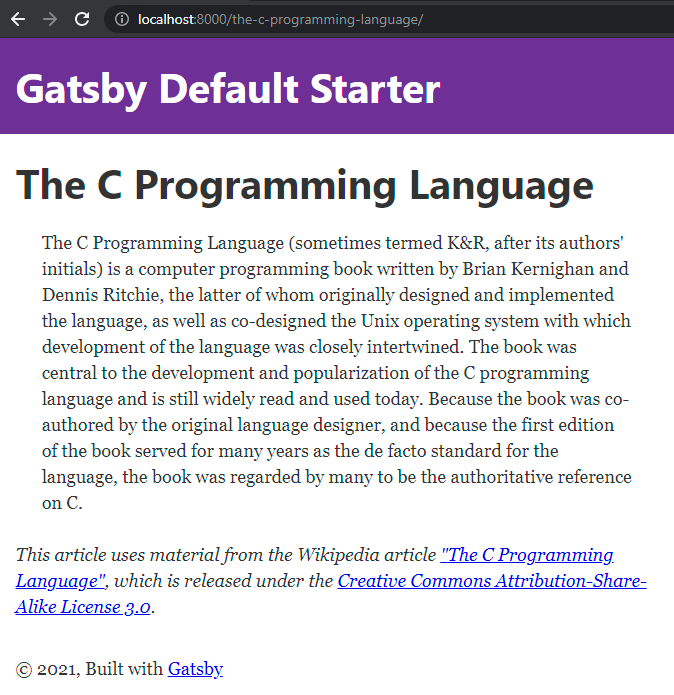 localhost:8000/the-c-programming-language/
Gatsby Default Starter
The C Programming Language
The C Programming Language (sometimes termed K&R, after its authors'
initials) is a computer programming book written by Brian Kernighan and
Dennis Ritchie, the latter of whom originally designed and implemented
the language, as well as co-designed the Unix operating system with which
development of the language was closely intertwined. The book was
central to the development and popularization of the C programming
language and is still widely read and used today. Because the book was co-
authored by the original language designer, and because the first edition
of the book served for many years as the de facto standard for the
language, the book was regarded by many to be the authoritative reference
on C.
This article uses material from the Wikipedia article "The C Programming
Language", which is released under the Creative Commons Attribution-Share-
Alike License 3.0.
© 2021, Built with Gatsby